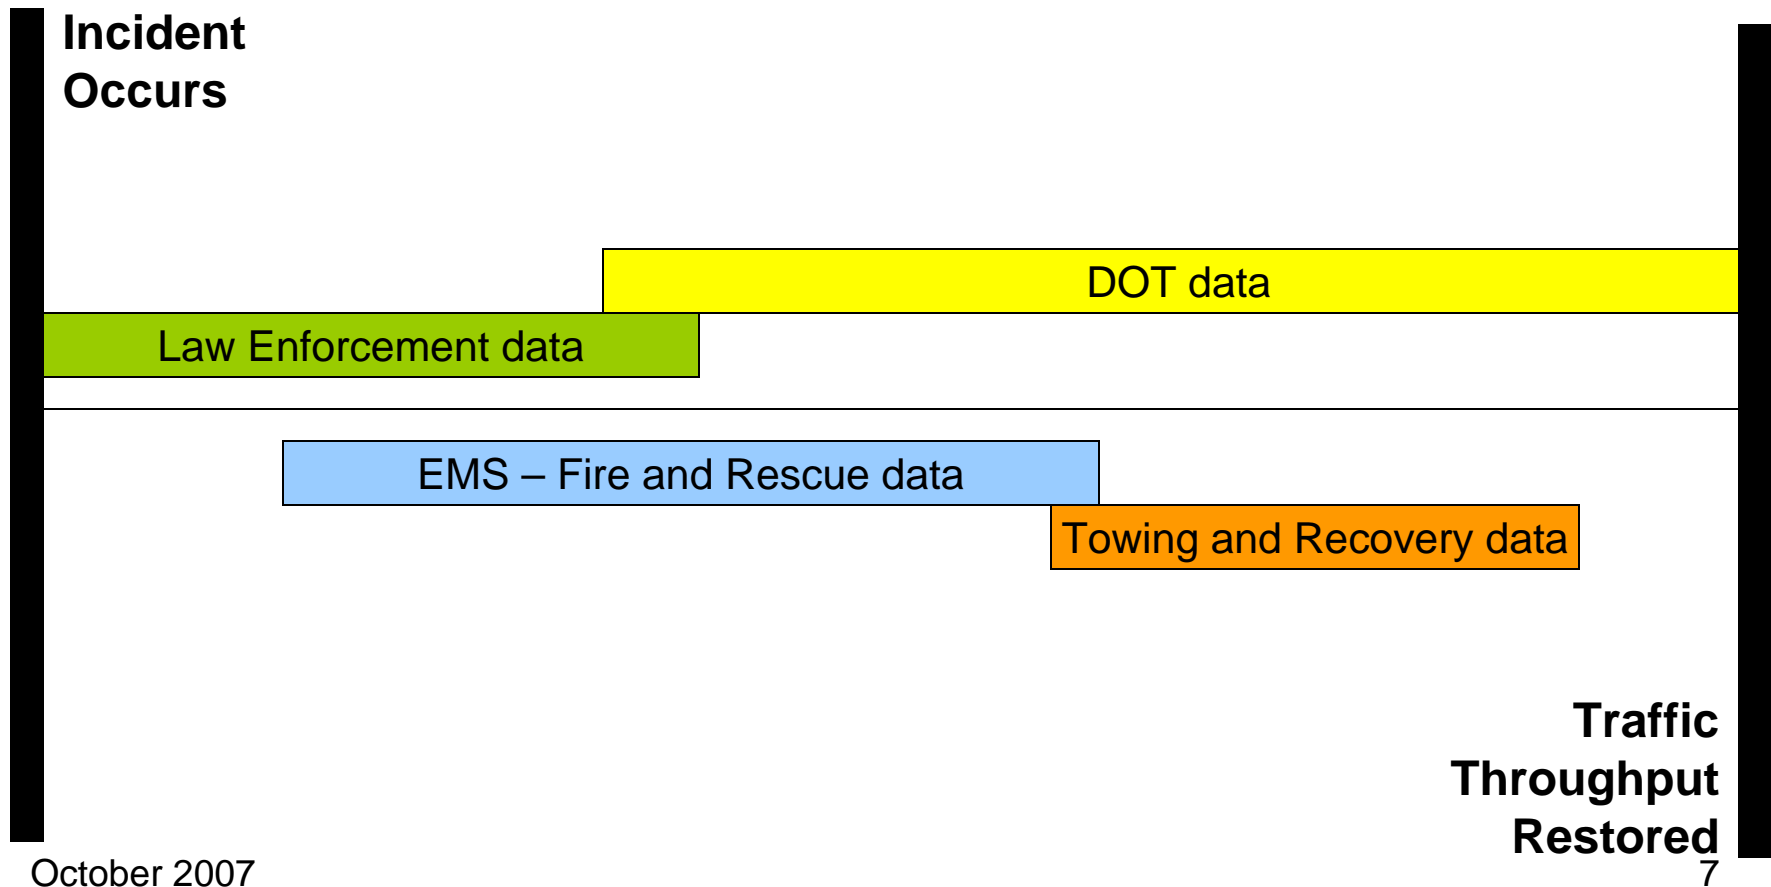 Incident
Occurs
DOT data
Law Enforcement data
EMS – Fire and Rescue data
Towing and Recovery data
Traffic
Throughput
Restored
October 2007
7